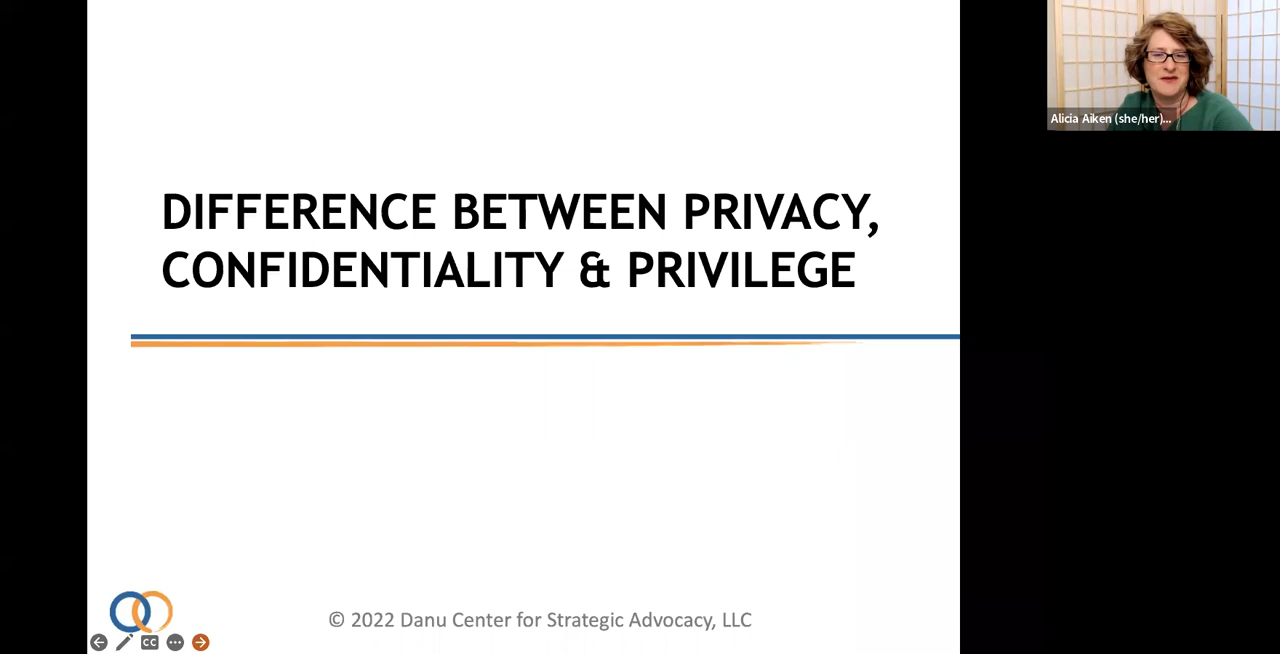 DIFFERENCE BETWEEN PRIVACY,
CONFIDENTIALITY & PRIVILEGE
© 2022 Danu Center for Strategic Advocacy, LLC
CC
Alicia Aiken (she/her)...